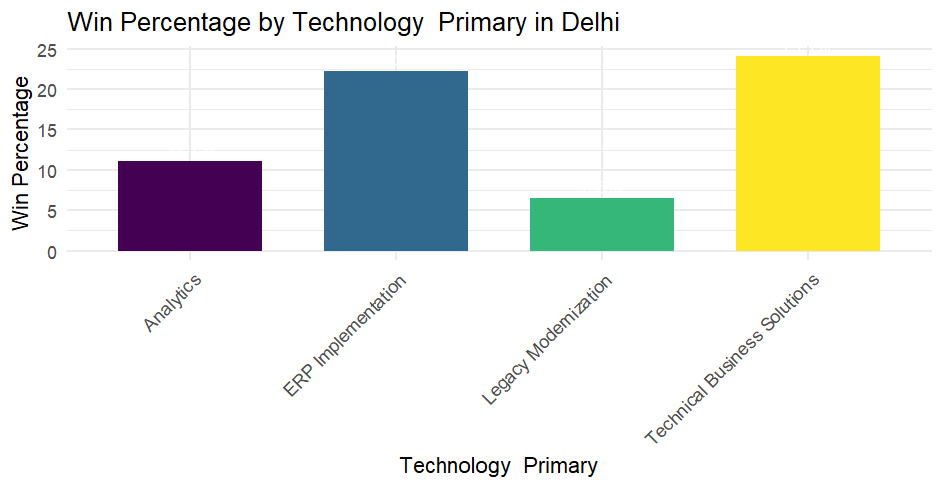 Win Percentage by Technology  Primary in Delhi
Win Percentage
25
20
15
10
5
0
Analytics
ERP Implementation
Legacy Modernization
Technical Business Solutions
Technology  Primary